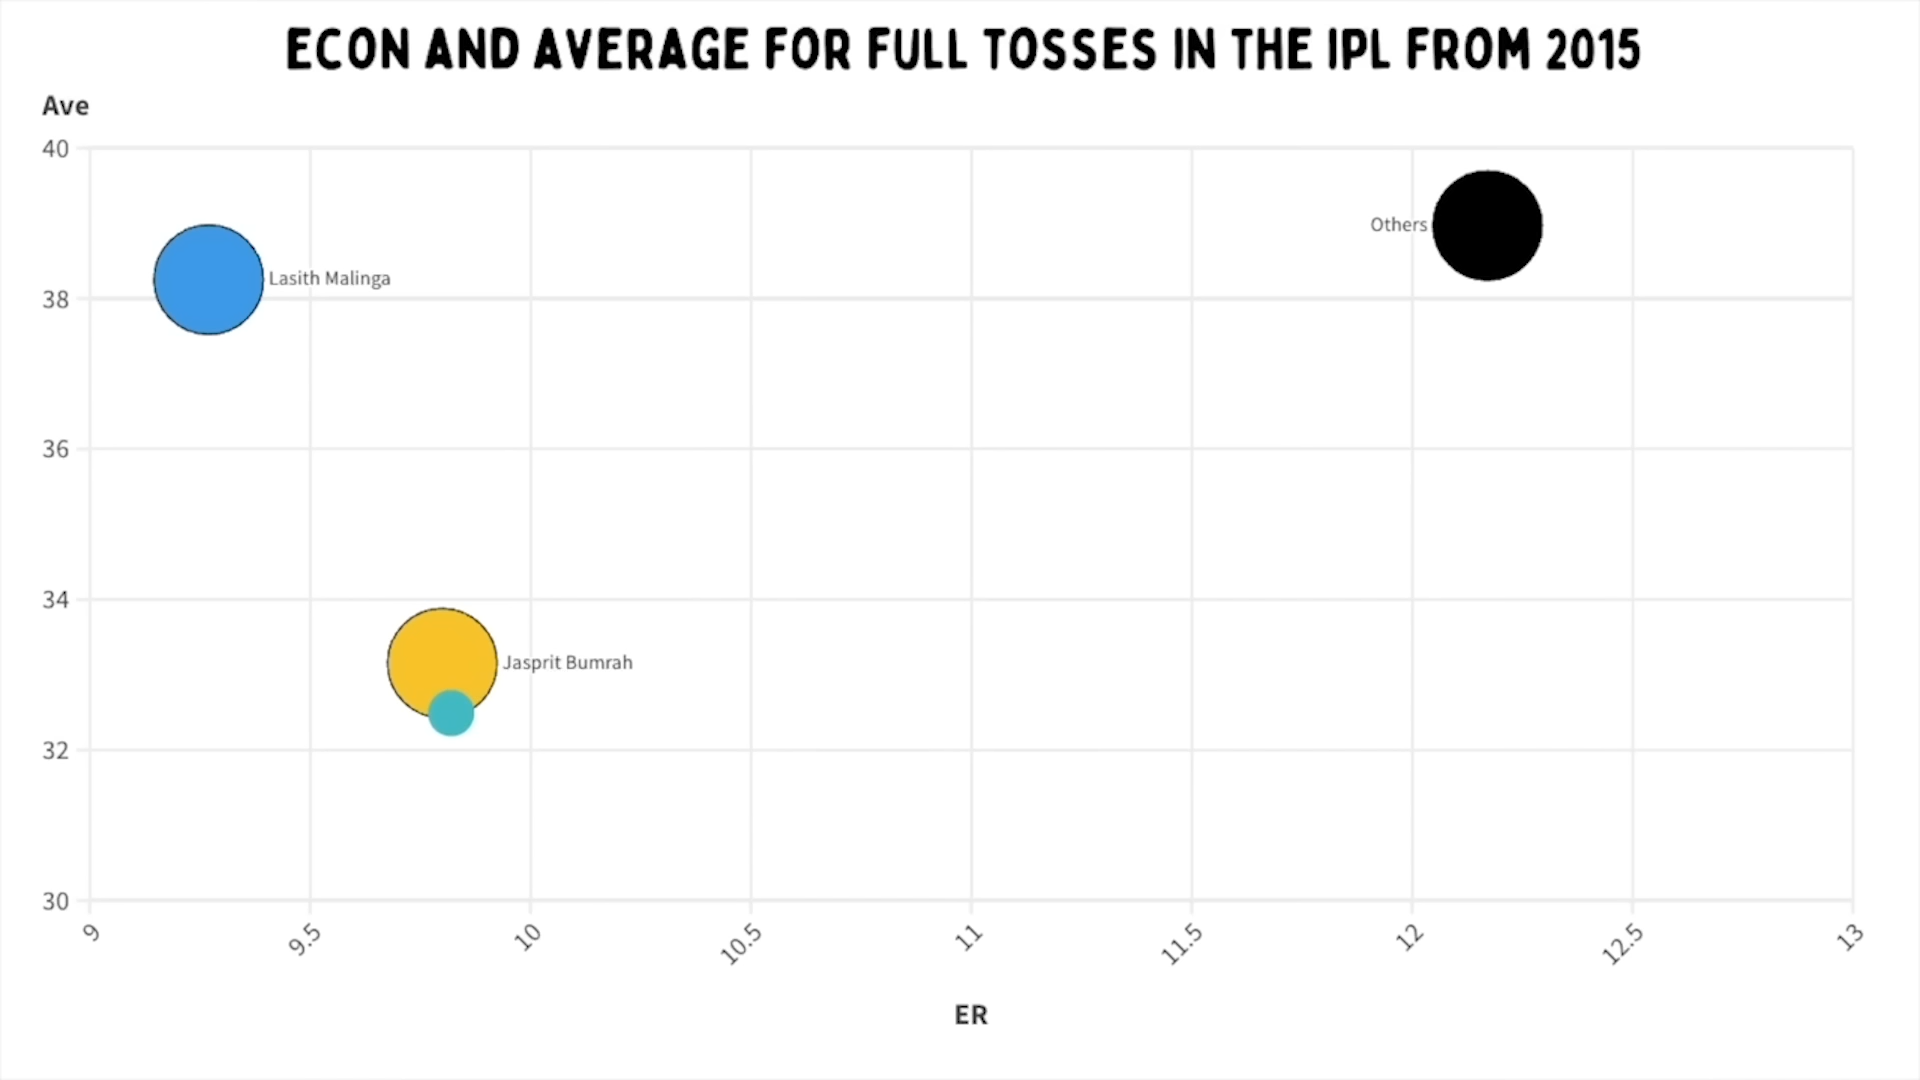 ECON AND AVERAGE FOR FULL TOSSES IN THE IPL FROM 2015
Ave
40
Others
Lasith Malinga
38
36
34
Jasprit Bumrah
32
30
9
9.5
10
10.5
11
11.5
12
12.5
13
ER